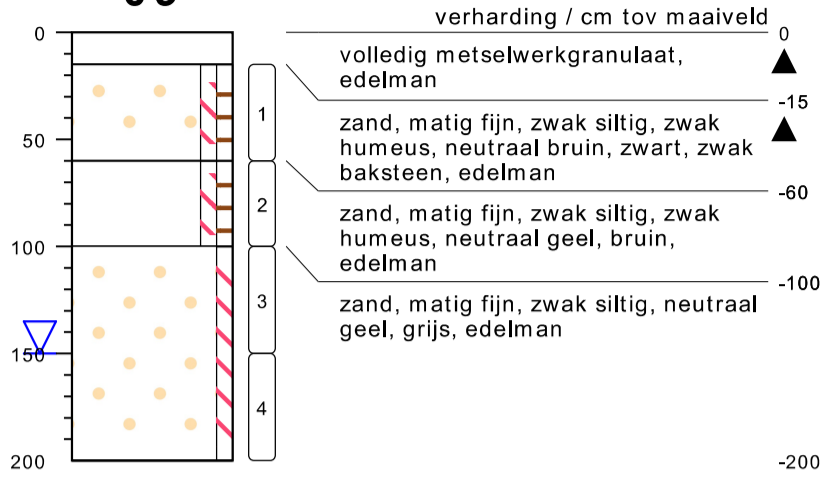 verharding / cm tov maaiveld
0
0
volledig metselwerkgranulaat,
edelman
-15
1
zand, matig fijn, zwak siltig, zwak
humeus, neutraal bruin, zwart, zwak
baksteen, edelman
50
-60
2
zand, matig fijn, zwak siltig, zwak
humeus, neutraal geel, bruin,
edelman
100
-100
3
zand, matig fijn, zwak siltig, neutraal
geel, grijs, edelman
150
4
200
-200